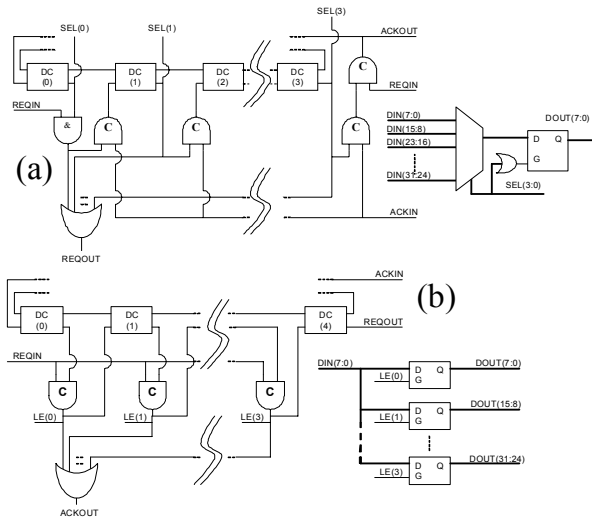 SEL(0)
SEL(1)
SEL(3)
ACKOUT
DC
(0)
DC
(1)
DC
(2)
DC
(3)
REQIN
REQIN
&
C
C
C
C
(a)
DIN(7:0)
DIN(15:8)
DIN(23:16)
DIN(31:24)
DOUT(7:0)
D Q
G
SEL(3:0)
ACKIN
REQOUT
ACKIN
(b)
DC
(0)
DC
(1)
DC
(4)
REQOUT
REQIN
C
C
C
LE(0)
LE(1)
LE(3)
ACKOUT
DIN(7:0)
DOUT(7:0)
D Q
G
LE(0)
DOUT(15:8)
D Q
G
LE(1)
DOUT(31:24)
D Q
G
LE(3)